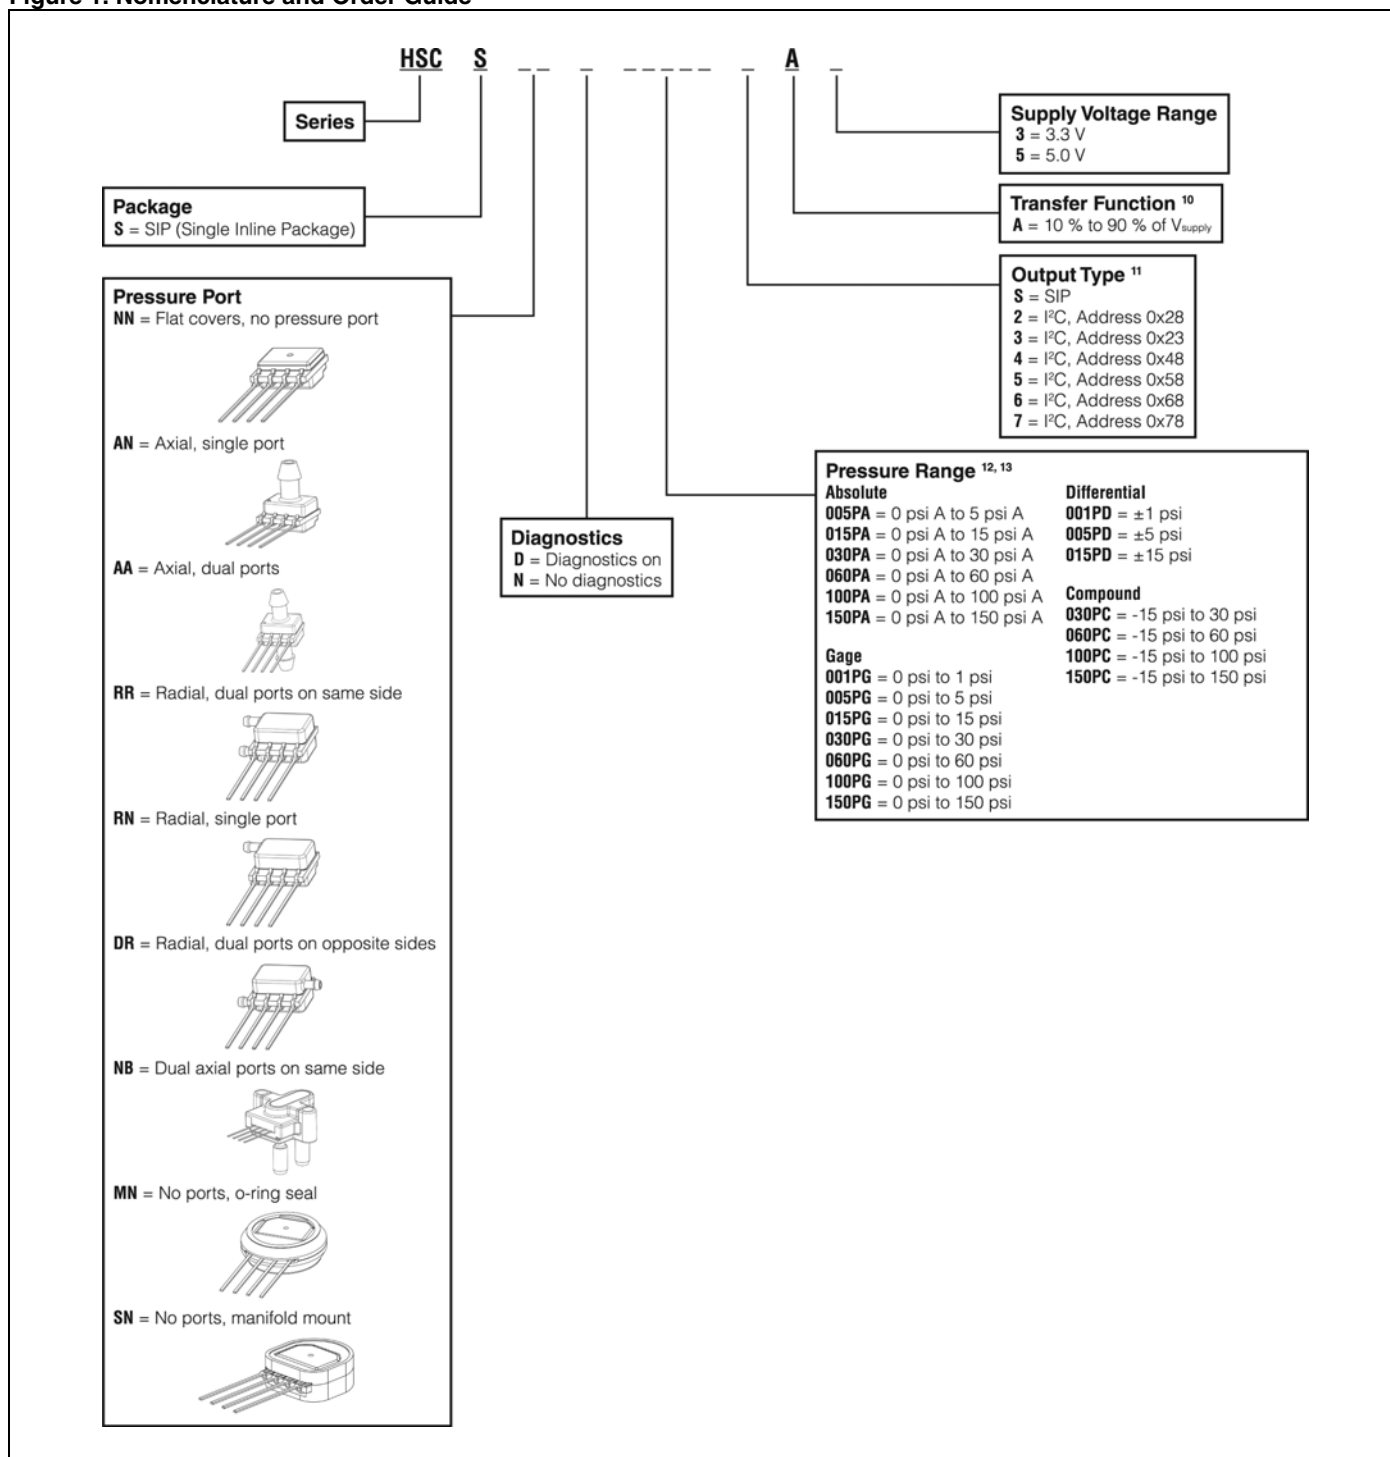 Figure 1. Nomenclature and Order Guide
HSC S __ _ _____ _ A _
Series
Package
S = SIP (Single Inline Package)
Pressure Port
NN = Flat covers, no pressure port
AN = Axial, single port
AA = Axial, dual ports
RR = Radial, dual ports on same side
RN = Radial, single port
DR = Radial, dual ports on opposite sides
NB = Dual axial ports on same side
MN = No ports, o-ring seal
SN = No ports, manifold mount
Diagnostics
D = Diagnostics on
N = No diagnostics
Supply Voltage Range
3 = 3.3 V
5 = 5.0 V
Transfer Function 10
A = 10 % to 90 % of Vsupply
Output Type 11
S = SIP
2 = I²C, Address 0x28
3 = I²C, Address 0x23
4 = I²C, Address 0x48
5 = I²C, Address 0x58
6 = I²C, Address 0x68
7 = I²C, Address 0x78
Pressure Range 12, 13
Absolute
005PA = 0 psi A to 5 psi A
015PA = 0 psi A to 15 psi A
030PA = 0 psi A to 30 psi A
060PA = 0 psi A to 60 psi A
100PA = 0 psi A to 100 psi A
150PA = 0 psi A to 150 psi A
Gage
001PG = 0 psi to 1 psi
005PG = 0 psi to 5 psi
015PG = 0 psi to 15 psi
030PG = 0 psi to 30 psi
060PG = 0 psi to 60 psi
100PG = 0 psi to 100 psi
150PG = 0 psi to 150 psi
Differential
001PD = ±1 psi
005PD = ±5 psi
015PD = ±15 psi
Compound
030PC = -15 psi to 30 psi
060PC = -15 psi to 60 psi
100PC = -15 psi to 100 psi
150PC = -15 psi to 150 psi